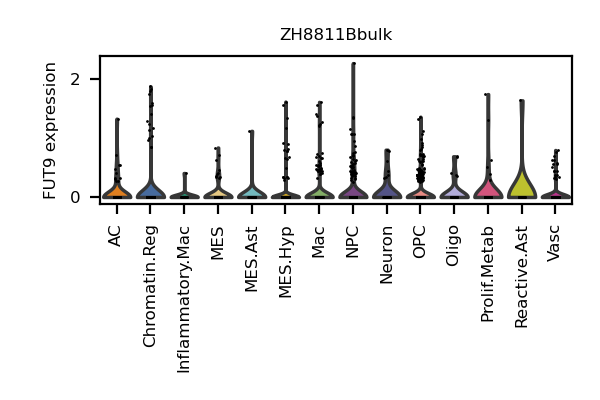 ZH8811Bbulk
FUT9 expression
2
0
AC
Chromatin.Reg
Inflammatory.Mac
MES
MES.Ast
MES.Hyp
Mac
NPC
Neuron
OPC
Oligo
Prolif.Metab
Reactive.Ast
Vasc